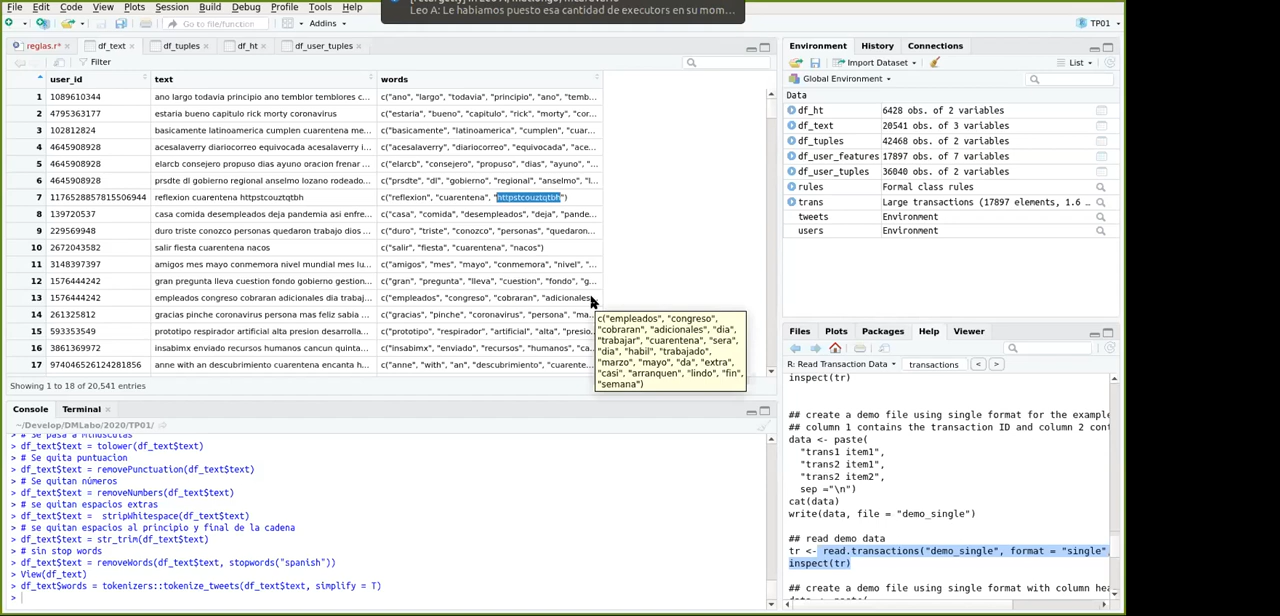 File Edit Code View Plots Session Build Debug Profile Tools Help
Leo A: Le habiamos puesto esa cantidad de executors en su mom...
Go to file/function
Addins
TP01
reglas.r*
df_text
df_tuples
df_ht
df_user_tuples
Filter
user_id text words
1 1089610344 ano largo todavia principio ano temblor temblores c... c("ano", "largo", "todavia", "principio", "ano", "temb...
2 4795363177 estaria bueno capitulo rick morty coronavirus c("estaria", "bueno", "capitulo", "rick", "morty", "cor...
3 102812824 basicamente latinoamerica cumplen cuarentena me... c("basicamente", "latinoamerica", "cumplen", "cuar...
4 4645908928 acesalaverry diariocorreo equivocada acesalaverry i... c("acesalaverry", "diariocorreo", "equivocada", "ace...
5 4645908928 elarcb consejero propuso dias ayuno oracion frenar ... c("elarcb", "consejero", "propuso", "dias", "ayuno", "...
6 4645908928 prsdte dl gobierno regional anselmo lozano rodeado... c("prsdte", "dl", "gobierno", "regional", "anselmo", "l...
7 1176528857815506944 reflexion cuarentena httpstcouztqtbh c("reflexion", "cuarentena", "httpstcouztqtbh")
8 139720537 casa comida desempleados deja pandemia asi enfre... c("casa", "comida", "desempleados", "deja", "pande...
9 229569948 duro triste conozco personas quedaron trabajo dios ... c("duro", "triste", "conozco", "personas", "quedaron...
10 2672043582 salir fiesta cuarentena nacos c("salir", "fiesta", "cuarentena", "nacos")
11 3148397397 amigos mes mayo conmemora nivel mundial mes lu... c("amigos", "mes", "mayo", "conmemora", "nivel", "...
12 1576444242 gran pregunta lleva cuestion fondo gobierno gestion... c("gran", "pregunta", "lleva", "cuestion", "fondo", "g...
13 1576444242 empleados congreso cobraran adicionales dia trabaj... c("empleados", "congreso", "cobraran", "adicionales
14 261325812 gracias pinche coronavirus persona mas feliz sabia ... c("gracias", "pinche", "coronavirus", "persona", "ma...
15 593353549 prototipo respirador artificial alta presion desarrolla... c("prototipo", "respirador", "artificial", "alta", "presio...
16 3861369972 insabimx enviado recursos humanos cancun quinta... c("insabimx", "enviado", "recursos", "humanos", "ca...
17 974046526124281856 anne with an descubrimiento cuarentena encanta h... c("anne", "with", "an", "descubrimiento", "cuarente...
c("empleados", "congreso",
"cobraran", "adicionales", "dia",
"trabajar", "cuarentena", "sera",
"dia", "habil", "trabajado",
"marzo", "mayo", "da", "extra",
"casi", "arranquen", "lindo", "fin",
"semana")
Showing 1 to 18 of 20,541 entries
Console Terminal
~/Develop/DMLabo/2020/TP01/
# Se pasa a minusculas
> df_text$text = tolower(df_text$text)
> # Se quita puntuacion
> df_text$text = removePunctuation(df_text$text)
> # Se quitan números
> df_text$text = removeNumbers(df_text$text)
> # se quitan espacios extras
> df_text$text =  stripWhitespace(df_text$text)
> # se quitan espacios al principio y final de la cadena
> df_text$text = str_trim(df_text$text)
> # sin stop words
> df_text$text = removeWords(df_text$text, stopwords("spanish"))
> View(df_text)
> df_text$words = tokenizers::tokenize_tweets(df_text$text, simplify = T)
>
Environment History Connections
Import Dataset
List
Global Environment
Data
df_ht 6428 obs. of 2 variables
df_text 20541 obs. of 3 variables
df_tuples 42468 obs. of 2 variables
df_user_features 17897 obs. of 7 variables
df_user_tuples 36040 obs. of 2 variables
rules Formal class rules
trans Large transactions (17897 elements, 1.6 ...
tweets Environment
users Environment
Files Plots Packages Help Viewer
R: Read Transaction Data
transactions
inspect(tr)
## create a demo file using single format for the example
## column 1 contains the transaction ID and column 2 cont
data <- paste(
"trans1 item1",
"trans2 item1",
"trans2 item2",
sep ="\n")
cat(data)
write(data, file = "demo_single")
## read demo data
tr <- read.transactions("demo_single", format = "single",
inspect(tr)
## create a demo file using single format with column hea